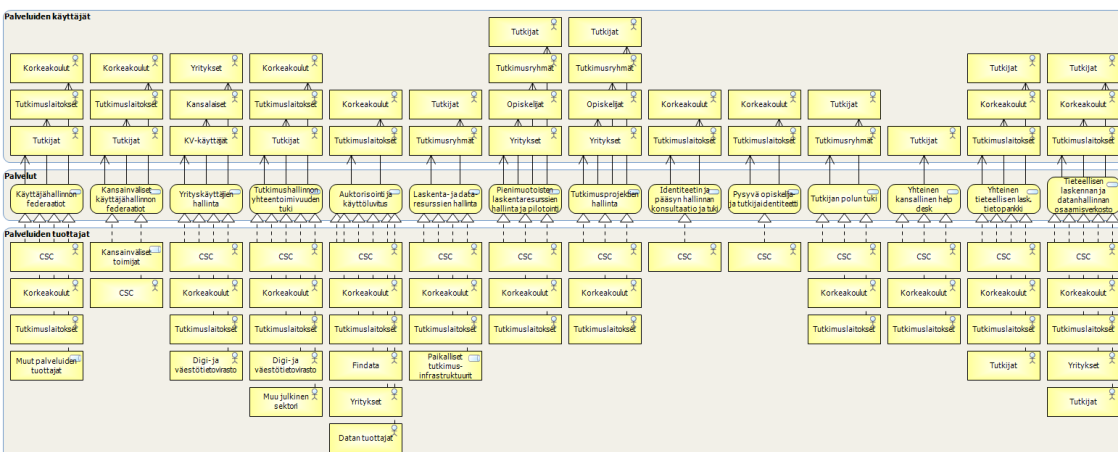 Palveluiden käyttäjät
Tutkijat
Tutkijat
Korkeakoulut
Korkeakoulut
Yritykset
Korkeakoulut
Tutkimusryhmät
Tutkimusryhmät
Tutkijat
Tutkijat
Tutkimuslaitokset
Tutkimuslaitokset
Kansalaiset
Tutkimuslaitokset
Korkeakoulut
Tutkijat
Opiskelijat
Opiskelijat
Korkeakoulut
Korkeakoulut
Tutkijat
Korkeakoulut
Korkeakoulut
Tutkijat
Tutkijat
KV-käyttäjät
Tutkijat
Tutkimuslaitokset
Tutkimusryhmät
Yritykset
Yritykset
Tutkimuslaitokset
Tutkimuslaitokset
Tutkimusryhmät
Tutkijat
Tutkimuslaitokset
Tutkimuslaitokset
Palvelut
Käyttäjähallinnon
federaatiot
Kansainväliset
käyttäjähallinnon
federaatiot
Yrityskäyttäjien
hallinta
Tutkimushallinnon
yhteentoimivuuden
tuki
Auktorisointi ja
käyttöluvitus
Laskenta- ja data-
resurssien hallinta
Pienimuotoisten
laskentaresurssien
hallinta ja pilotointi
Tutkimusprojektien
hallinta
Identiteetin ja
pääsyn hallinnan
konsultaatio ja tuki
Pysyvä opiskelija-
ja tutkijaidentiteetti
Tutkijan polun tuki
Yhteinen
kansallinen help
desk
Yhteinen
tieteellisen lask.
tietopankki
Tieteellisen
laskennan ja
datanhallinnan
osaamisverkosto
Palveluiden tuottajat
CSC
Kansainväliset
toimijat
CSC
CSC
CSC
CSC
CSC
CSC
CSC
CSC
CSC
CSC
CSC
CSC
Korkeakoulut
CSC
Korkeakoulut
Korkeakoulut
Korkeakoulut
Korkeakoulut
Korkeakoulut
Korkeakoulut
Korkeakoulut
Korkeakoulut
Korkeakoulut
Korkeakoulut
Tutkimuslaitokset
Tutkimuslaitokset
Tutkimuslaitokset
Tutkimuslaitokset
Tutkimuslaitokset
Tutkimuslaitokset
Tutkimuslaitokset
Tutkimuslaitokset
Tutkimuslaitokset
Tutkimuslaitokset
Tutkimuslaitokset
Muut palveluiden
tuottajat
Digi- ja
väestötietovirasto
Digi- ja
väestötietovirasto
Findata
Paikalliset
tutkimus-
infrastruktuurit
Tutkijat
Yritykset
Muu julkinen
sektori
Yritykset
Tutkijat
Datan tuottajat